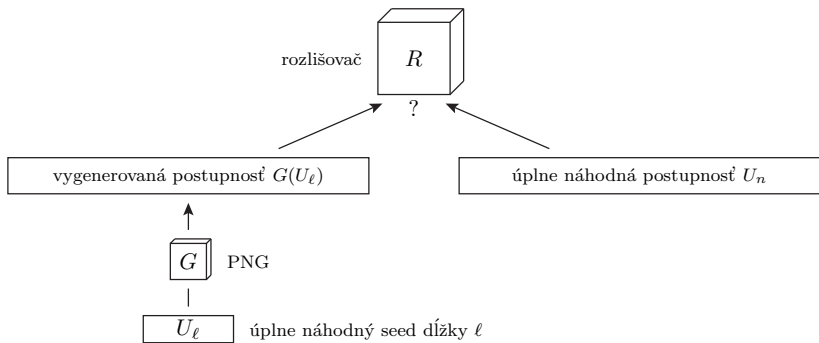 rozlišovač R
?
vygenerovaná postupnosť G(Uℓ)
úplne náhodná postupnosť Uₙ
G PNG
Uℓ úplne náhodný seed dĺžky ℓ